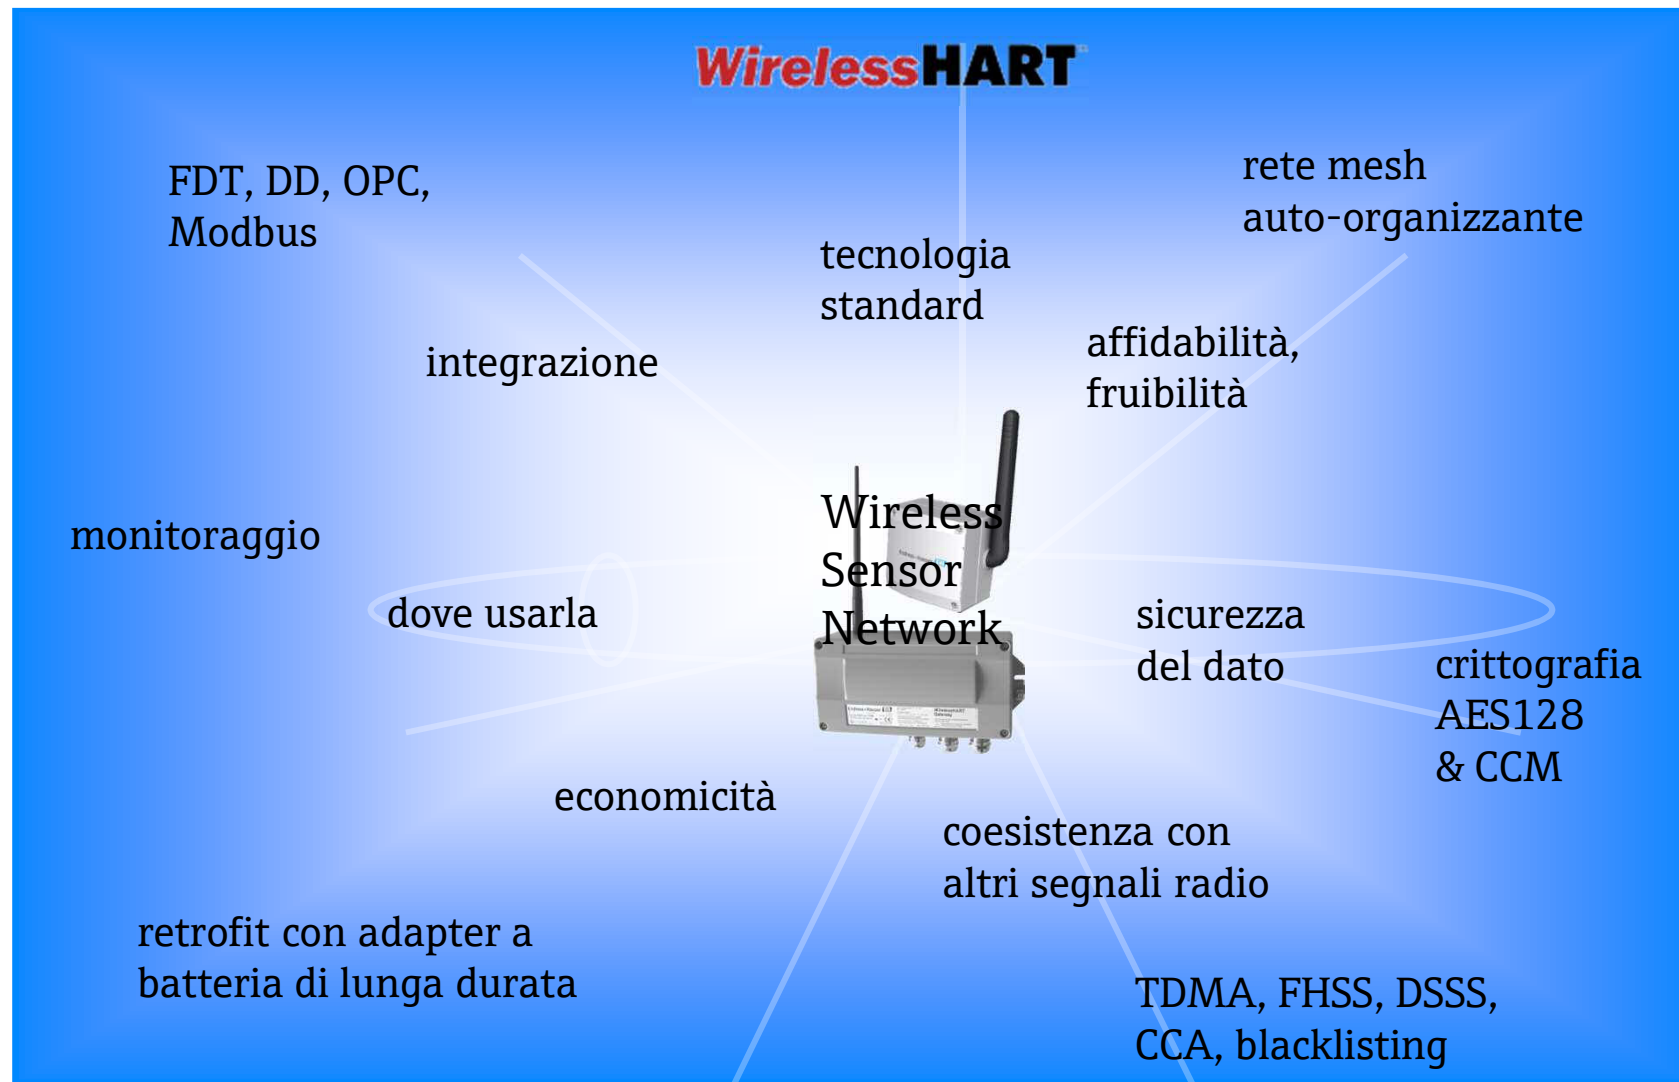 WirelessHART
FDT, DD, OPC,
Modbus
rete mesh
auto-organizzante
tecnologia
standard
integrazione
affidabilità,
fruibilità
monitoraggio
dove usarla
Wireless
Sensor
Network
sicurezza
del dato
crittografia
AES128
& CCM
economicità
coesistenza con
altri segnali radio
retrofit con adapter a
batteria di lunga durata
TDMA, FHSS, DSSS,
CCA, blacklisting